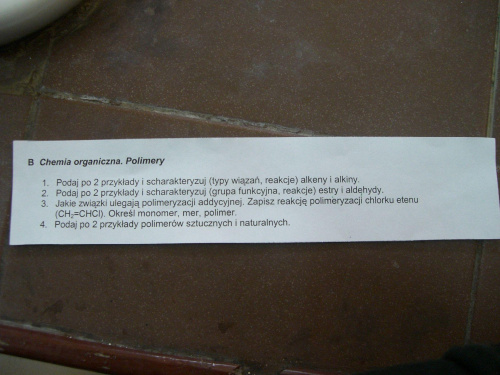 B Chemia organiczna. Polimery
1. Podaj po 2 przykłady i scharakteryzuj (typy wiązań, reakcje) alkeny i alkiny.
2. Podaj po 2 przykłady i scharakteryzuj (grupa funkcyjna, reakcje) estry i aldehydy.
3. Jakie związki ulegają polimeryzacji addycyjnej. Zapisz reakcję polimeryzacji chlorku etenu
(CH₂=CHCl). Określ monomer, mer, polimer.
4. Podaj po 2 przykłady polimerów sztucznych i naturalnych.